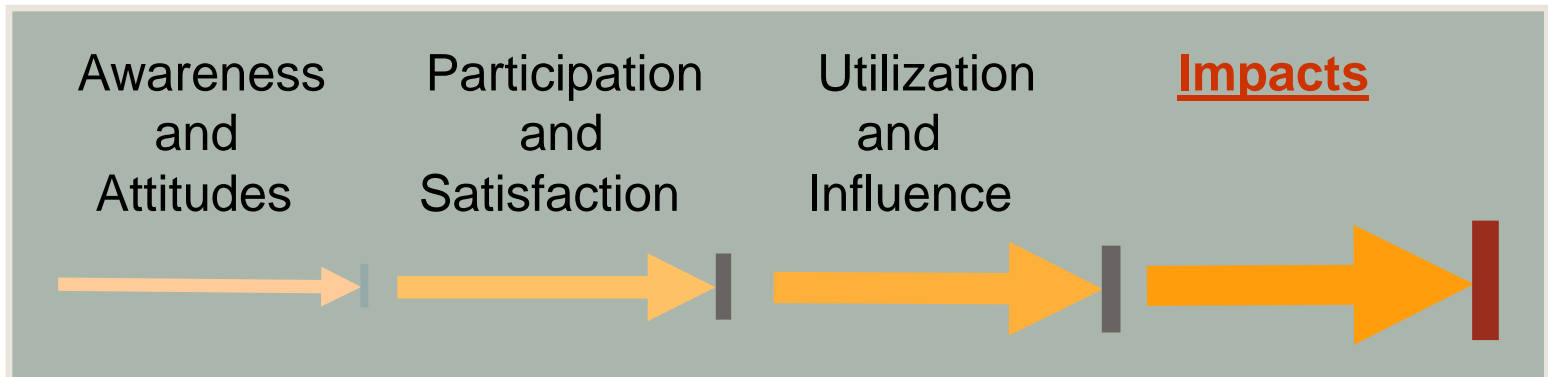 Awareness
and
Attitudes
Participation
and
Satisfaction
Utilization
and
Influence
Impacts